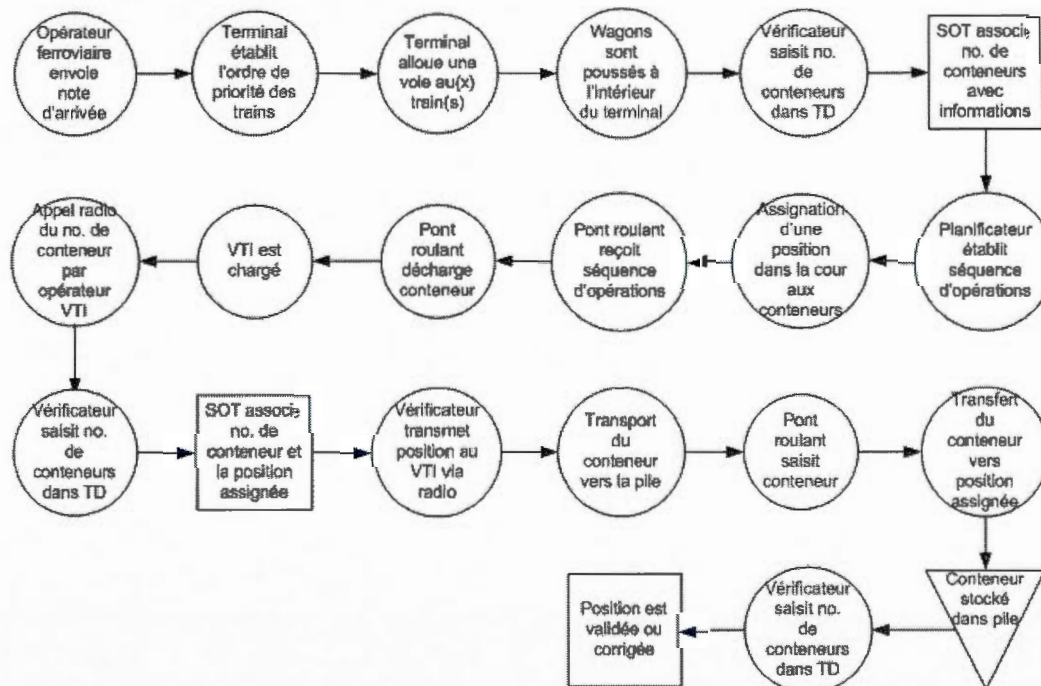 Opérateur
ferroviaire
envoie
note
d'arrivée
Terminal
établit
l'ordre de
priorité des
trains
Terminal
alloue une
voie au(x)
train(s)
Wagons
sont
poussés à
l'intérieur
du terminal
Vérificateur
saisit no.
de
conteneurs
dans TD
SOT associe
no. de
conteneurs
avec
informations
Planificateur
établit
séquence
d'opérations
Assignation
d'une
position
dans la cour
aux
conteneurs
Pont roulant
reçoit
séquence
d'opérations
Pont
roulant
décharge
conteneur
VTI est
chargé
Appel radio
du no. de
conteneur
par
opérateur
VTI
Vérificateur
saisit no.
de
conteneurs
dans TD
SOT associe
no. de
conteneur et
la position
assignée
Vérificateur
transmet
position au
VTI via
radio
Transport
du
conteneur
vers la pile
Pont
roulant
saisit
conteneur
Transfert
du
conteneur
vers
position
assignée
Conteneur
stocké
dans pile
Vérificateur
saisit no.
de
conteneurs
dans TD
Position est
validée ou
corrigée